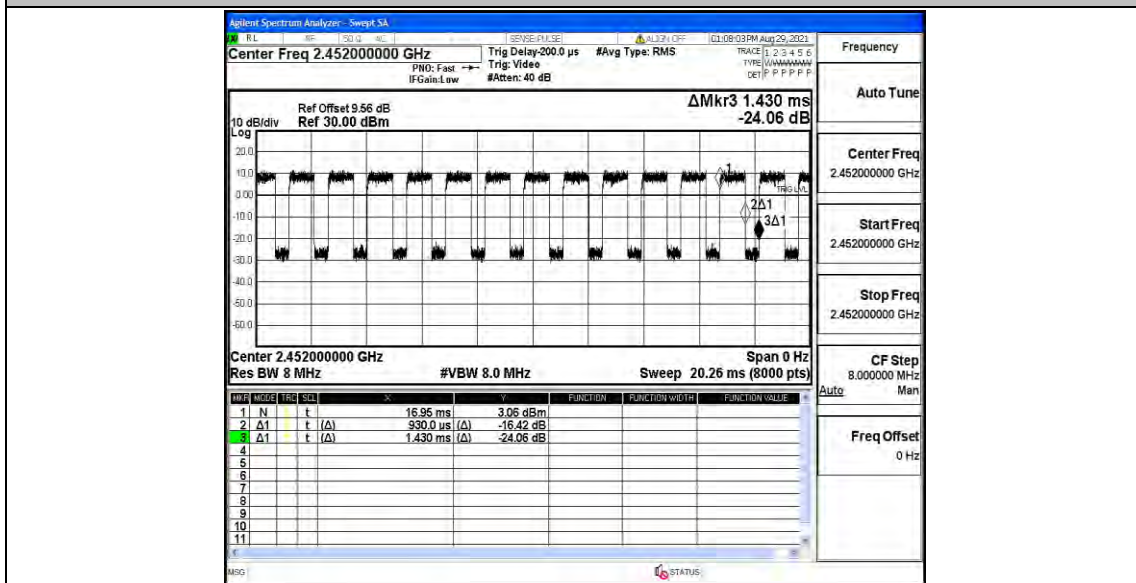 Agilent Spectrum Analyzer - Swept SA
RL RF 50 Ω AC SENSE:PULSE ALIGN OFF 01:08:03 PM Aug 29, 2021
Center Freq 2.452000000 GHz
PNO: Fast
IFGain:Low
Trig Delay-200.0 µs
Trig: Video
#Atten: 40 dB
#Avg Type: RMS
TRACE 1 2 3 4 5 6
TYPE
DET P P P P P P
Frequency
Auto Tune
Center Freq
2.452000000 GHz
Start Freq
2.452000000 GHz
Stop Freq
2.452000000 GHz
CF Step
8.000000 MHz
Auto Man
Freq Offset
0 Hz
ΔMkr3 1.430 ms
-24.06 dB
Ref Offset 9.56 dB
10 dB/div Ref 30.00 dBm
Log
20.0
10.0
0.00
-10.0
-20.0
-30.0
-40.0
-50.0
-60.0
1
TRIG LVL
2Δ1
3Δ1
Center 2.452000000 GHz Span 0 Hz
Res BW 8 MHz #VBW 8.0 MHz Sweep 20.26 ms (8000 pts)
MKR MODE TRC SCL X Y FUNCTION FUNCTION WIDTH FUNCTION VALUE
1 N t 16.95 ms 3.06 dBm
2 Δ1 t (Δ) 930.0 us (Δ) -16.42 dB
3 Δ1 t (Δ) 1.430 ms (Δ) -24.06 dB
4
5
6
7
8
9
10
11
MSG STATUS